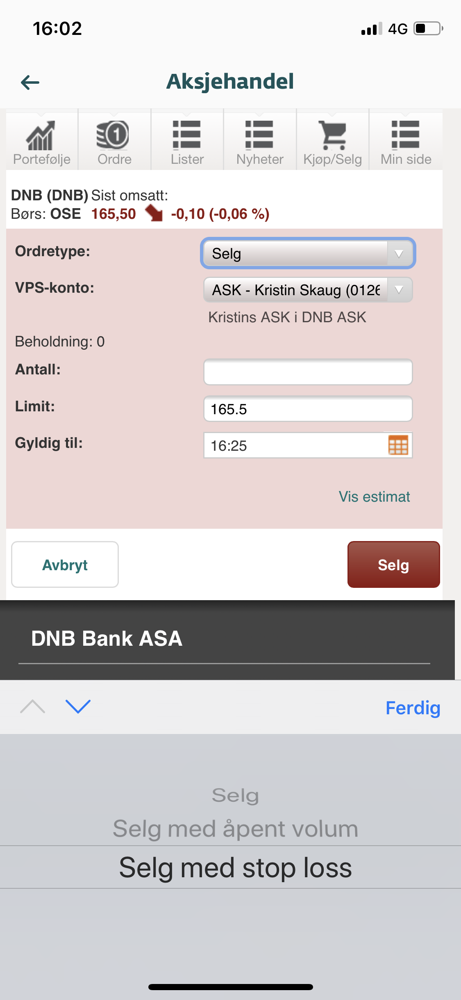 16:02 4G
Aksjehandel
Portefølje Ordre Lister Nyheter Kjøp/Selg Min side
DNB (DNB) Sist omsatt:
Børs: OSE 165,50 -0,10 (-0,06 %)
Ordretype: Selg
VPS-konto: ASK - Kristin Skaug (0126
Kristins ASK i DNB ASK
Beholdning: 0
Antall:
Limit: 165.5
Gyldig til: 16:25
Vis estimat
Avbryt Selg
DNB Bank ASA
Ferdig
Selg
Selg med åpent volum
Selg med stop loss